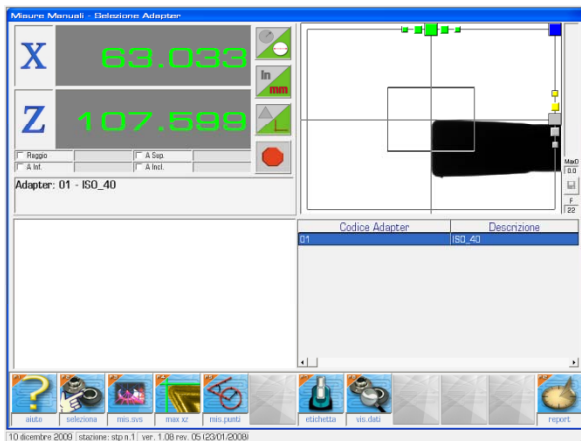 Misure Manuali - Selezione Adapter
X 63.033
Z 107.599
In
mm
Raggio
A Sup.
A Inf.
A Incl.
Adapter: 01 - ISO_40
MaxD
0.0
F
22
Codice Adapter Descrizione
01 ISO_40
aiuto seleziona mis.svs max xz mis.punti etichetta vis.dati report.
10 dicembre 2009 stazione: stp n.1 ver. 1.08 rev. 05 (23/01/2008)